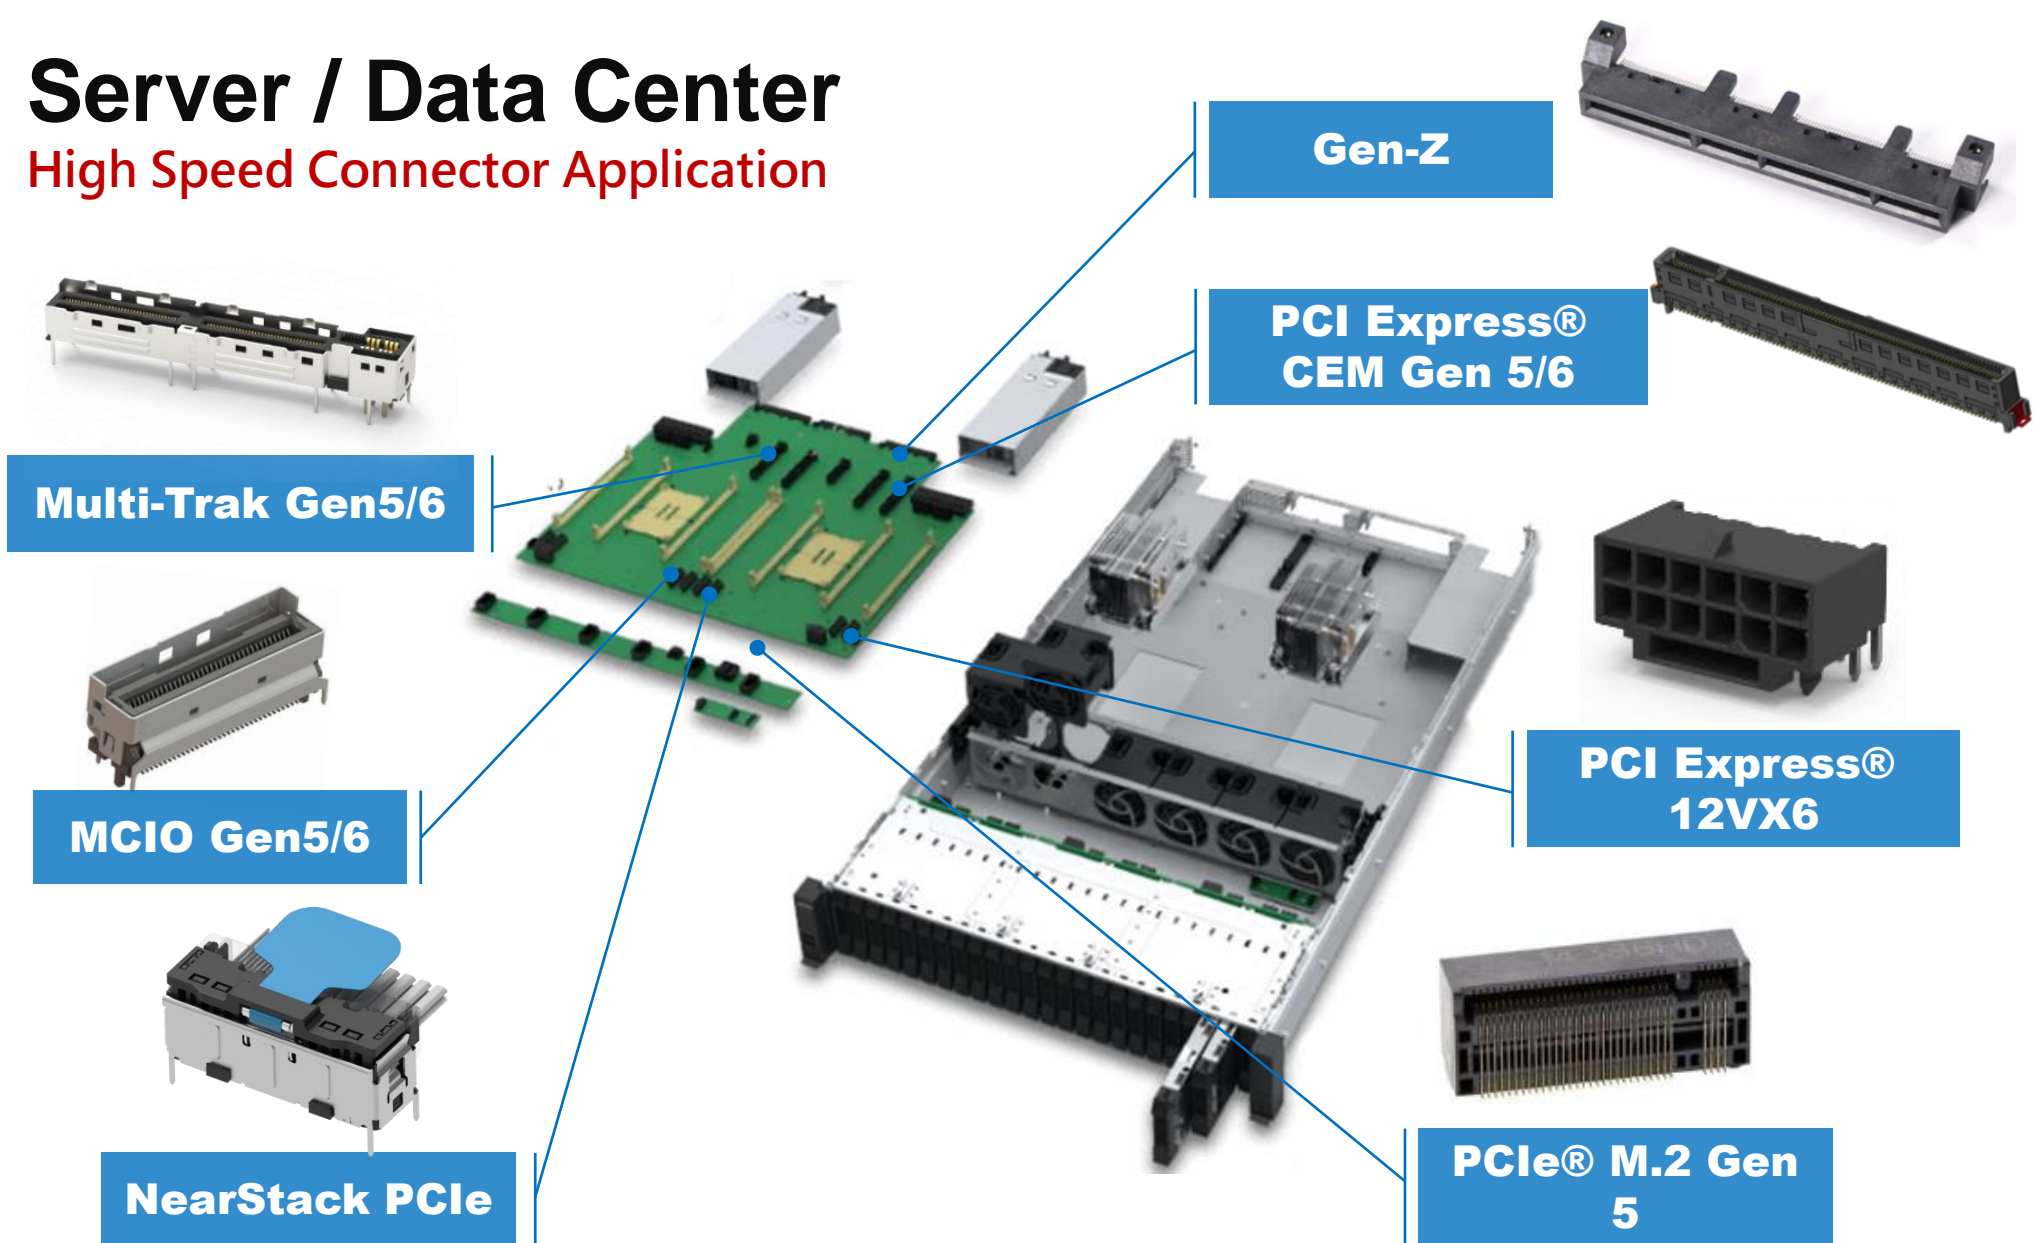 Server / Data Center
High Speed Connector Application
Gen-Z
PCI Express®
CEM Gen 5/6
Multi-Trak Gen5/6
MCIO Gen5/6
PCI Express®
12VX6
NearStack PCIe
PCIe® M.2 Gen
5